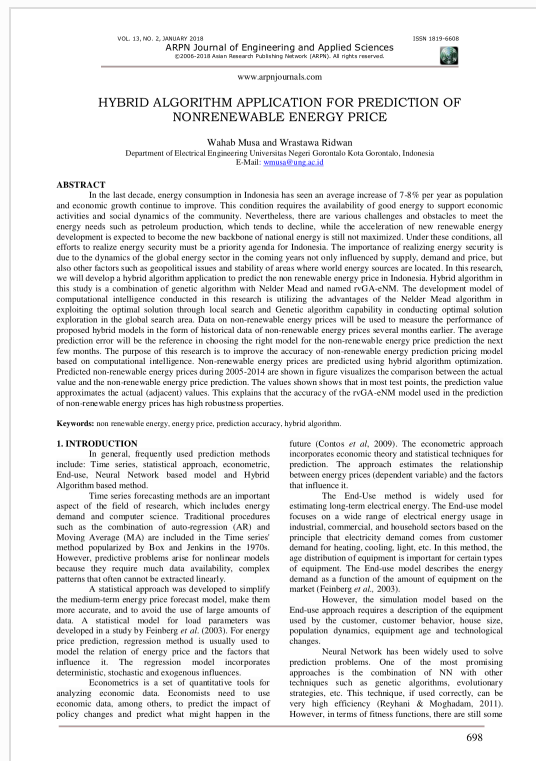 VOL. 13, NO. 2, JANUARY 2018
ISSN 1819-6608
ARPN Journal of Engineering and Applied Sciences
©2006-2018 Asian Research Publishing Network (ARPN). All rights reserved.
www.arpnjournals.com
HYBRID ALGORITHM APPLICATION FOR PREDICTION OF
NONRENEWABLE ENERGY PRICE
Wahab Musa and Wrastawa Ridwan
Department of Electrical Engineering Universitas Negeri Gorontalo Kota Gorontalo, Indonesia
E-Mail: wmusa@ung.ac.id
ABSTRACT
In the last decade, energy consumption in Indonesia has seen an average increase of 7-8% per year as population
and economic growth continue to improve. This condition requires the availability of good energy to support economic
activities and social dynamics of the community. Nevertheless, there are various challenges and obstacles to meet the
energy needs such as petroleum production, which tends to decline, while the acceleration of new renewable energy
development is expected to become the new backbone of national energy is still not maximized. Under these conditions, all
efforts to realize energy security must be a priority agenda for Indonesia. The importance of realizing energy security is
due to the dynamics of the global energy sector in the coming years not only influenced by supply, demand and price, but
also other factors such as geopolitical issues and stability of areas where world energy sources are located. In this research,
we will develop a hybrid algorithm application to predict the non renewable energy price in Indonesia. Hybrid algorithm in
this study is a combination of genetic algorithm with Nelder Mead and named rvGA-eNM. The development model of
computational intelligence conducted in this research is utilizing the advantages of the Nelder Mead algorithm in
exploiting the optimal solution through local search and Genetic algorithm capability in conducting optimal solution
exploration in the global search area. Data on non-renewable energy prices will be used to measure the performance of
proposed hybrid models in the form of historical data of non-renewable energy prices several months earlier. The average
prediction error will be the reference in choosing the right model for the non-renewable energy price prediction the next
few months. The purpose of this research is to improve the accuracy of non-renewable energy prediction pricing model
based on computational intelligence. Non-renewable energy prices are predicted using hybrid algorithm optimization.
Predicted non-renewable energy prices during 2005-2014 are shown in figure visualizes the comparison between the actual
value and the non-renewable energy price prediction. The values shown shows that in most test points, the prediction value
approximates the actual (adjacent) values. This explains that the accuracy of the rvGA-eNM model used in the prediction
of non-renewable energy prices has high robustness properties.
Keywords: non renewable energy, energy price, prediction accuracy, hybrid algorithm.
1. INTRODUCTION
In general, frequently used prediction methods
include: Time series, statistical approach, econometric,
End-use, Neural Network based model and Hybrid
Algorithm based method.
Time series forecasting methods are an important
aspect of the field of research, which includes energy
demand and computer science. Traditional procedures
such as the combination of auto-regression (AR) and
Moving Average (MA) are included in the Time series'
method popularized by Box and Jenkins in the 1970s.
However, predictive problems arise for nonlinear models
because they require much data availability, complex
patterns that often cannot be extracted linearly.
A statistical approach was developed to simplify
the medium-term energy price forecast model, make them
more accurate, and to avoid the use of large amounts of
data. A statistical model for load parameters was
developed in a study by Feinberg et al. (2003). For energy
price prediction, regression method is usually used to
model the relation of energy price and the factors that
influence it. The regression model incorporates
deterministic, stochastic and exogenous influences.
Econometrics is a set of quantitative tools for
analyzing economic data. Economists need to use
economic data, among others, to predict the impact of
policy changes and predict what might happen in the
future (Contos et al, 2009). The econometric approach
incorporates economic theory and statistical techniques for
prediction. The approach estimates the relationship
between energy prices (dependent variable) and the factors
that influence it.
The End-Use method is widely used for
estimating long-term electrical energy. The End-use model
focuses on a wide range of electrical energy usage in
industrial, commercial, and household sectors based on the
principle that electricity demand comes from customer
demand for heating, cooling, light, etc. In this method, the
age distribution of equipment is important for certain types
of equipment. The End-use model describes the energy
demand as a function of the amount of equipment on the
market (Feinberg et al., 2003).
However, the simulation model based on the
End-use approach requires a description of the equipment
used by the customer, customer behavior, house size,
population dynamics, equipment age and technological
changes.
Neural Network has been widely used to solve
prediction problems. One of the most promising
approaches is the combination of NN with other
techniques such as genetic algorithms, evolutionary
strategies, etc. This technique, if used correctly, can be
very high efficiency (Reyhani & Moghadam, 2011).
However, in terms of fitness functions, there are still some
698